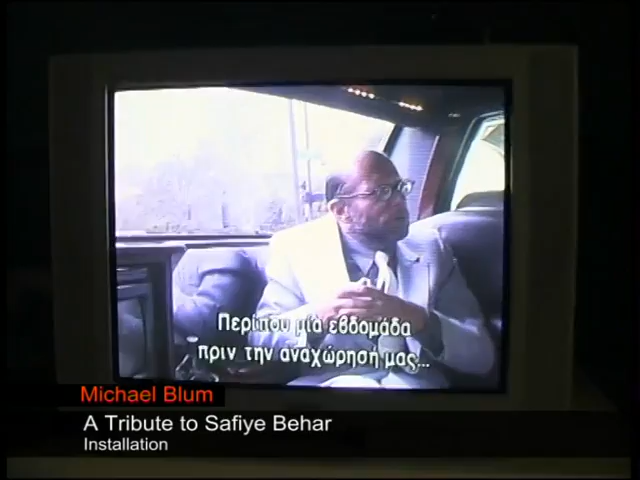 Περίπου μία εβδομάδα
πριν την αναχώρησή μας...
Michael Blum
A Tribute to Safiye Behar
Installation